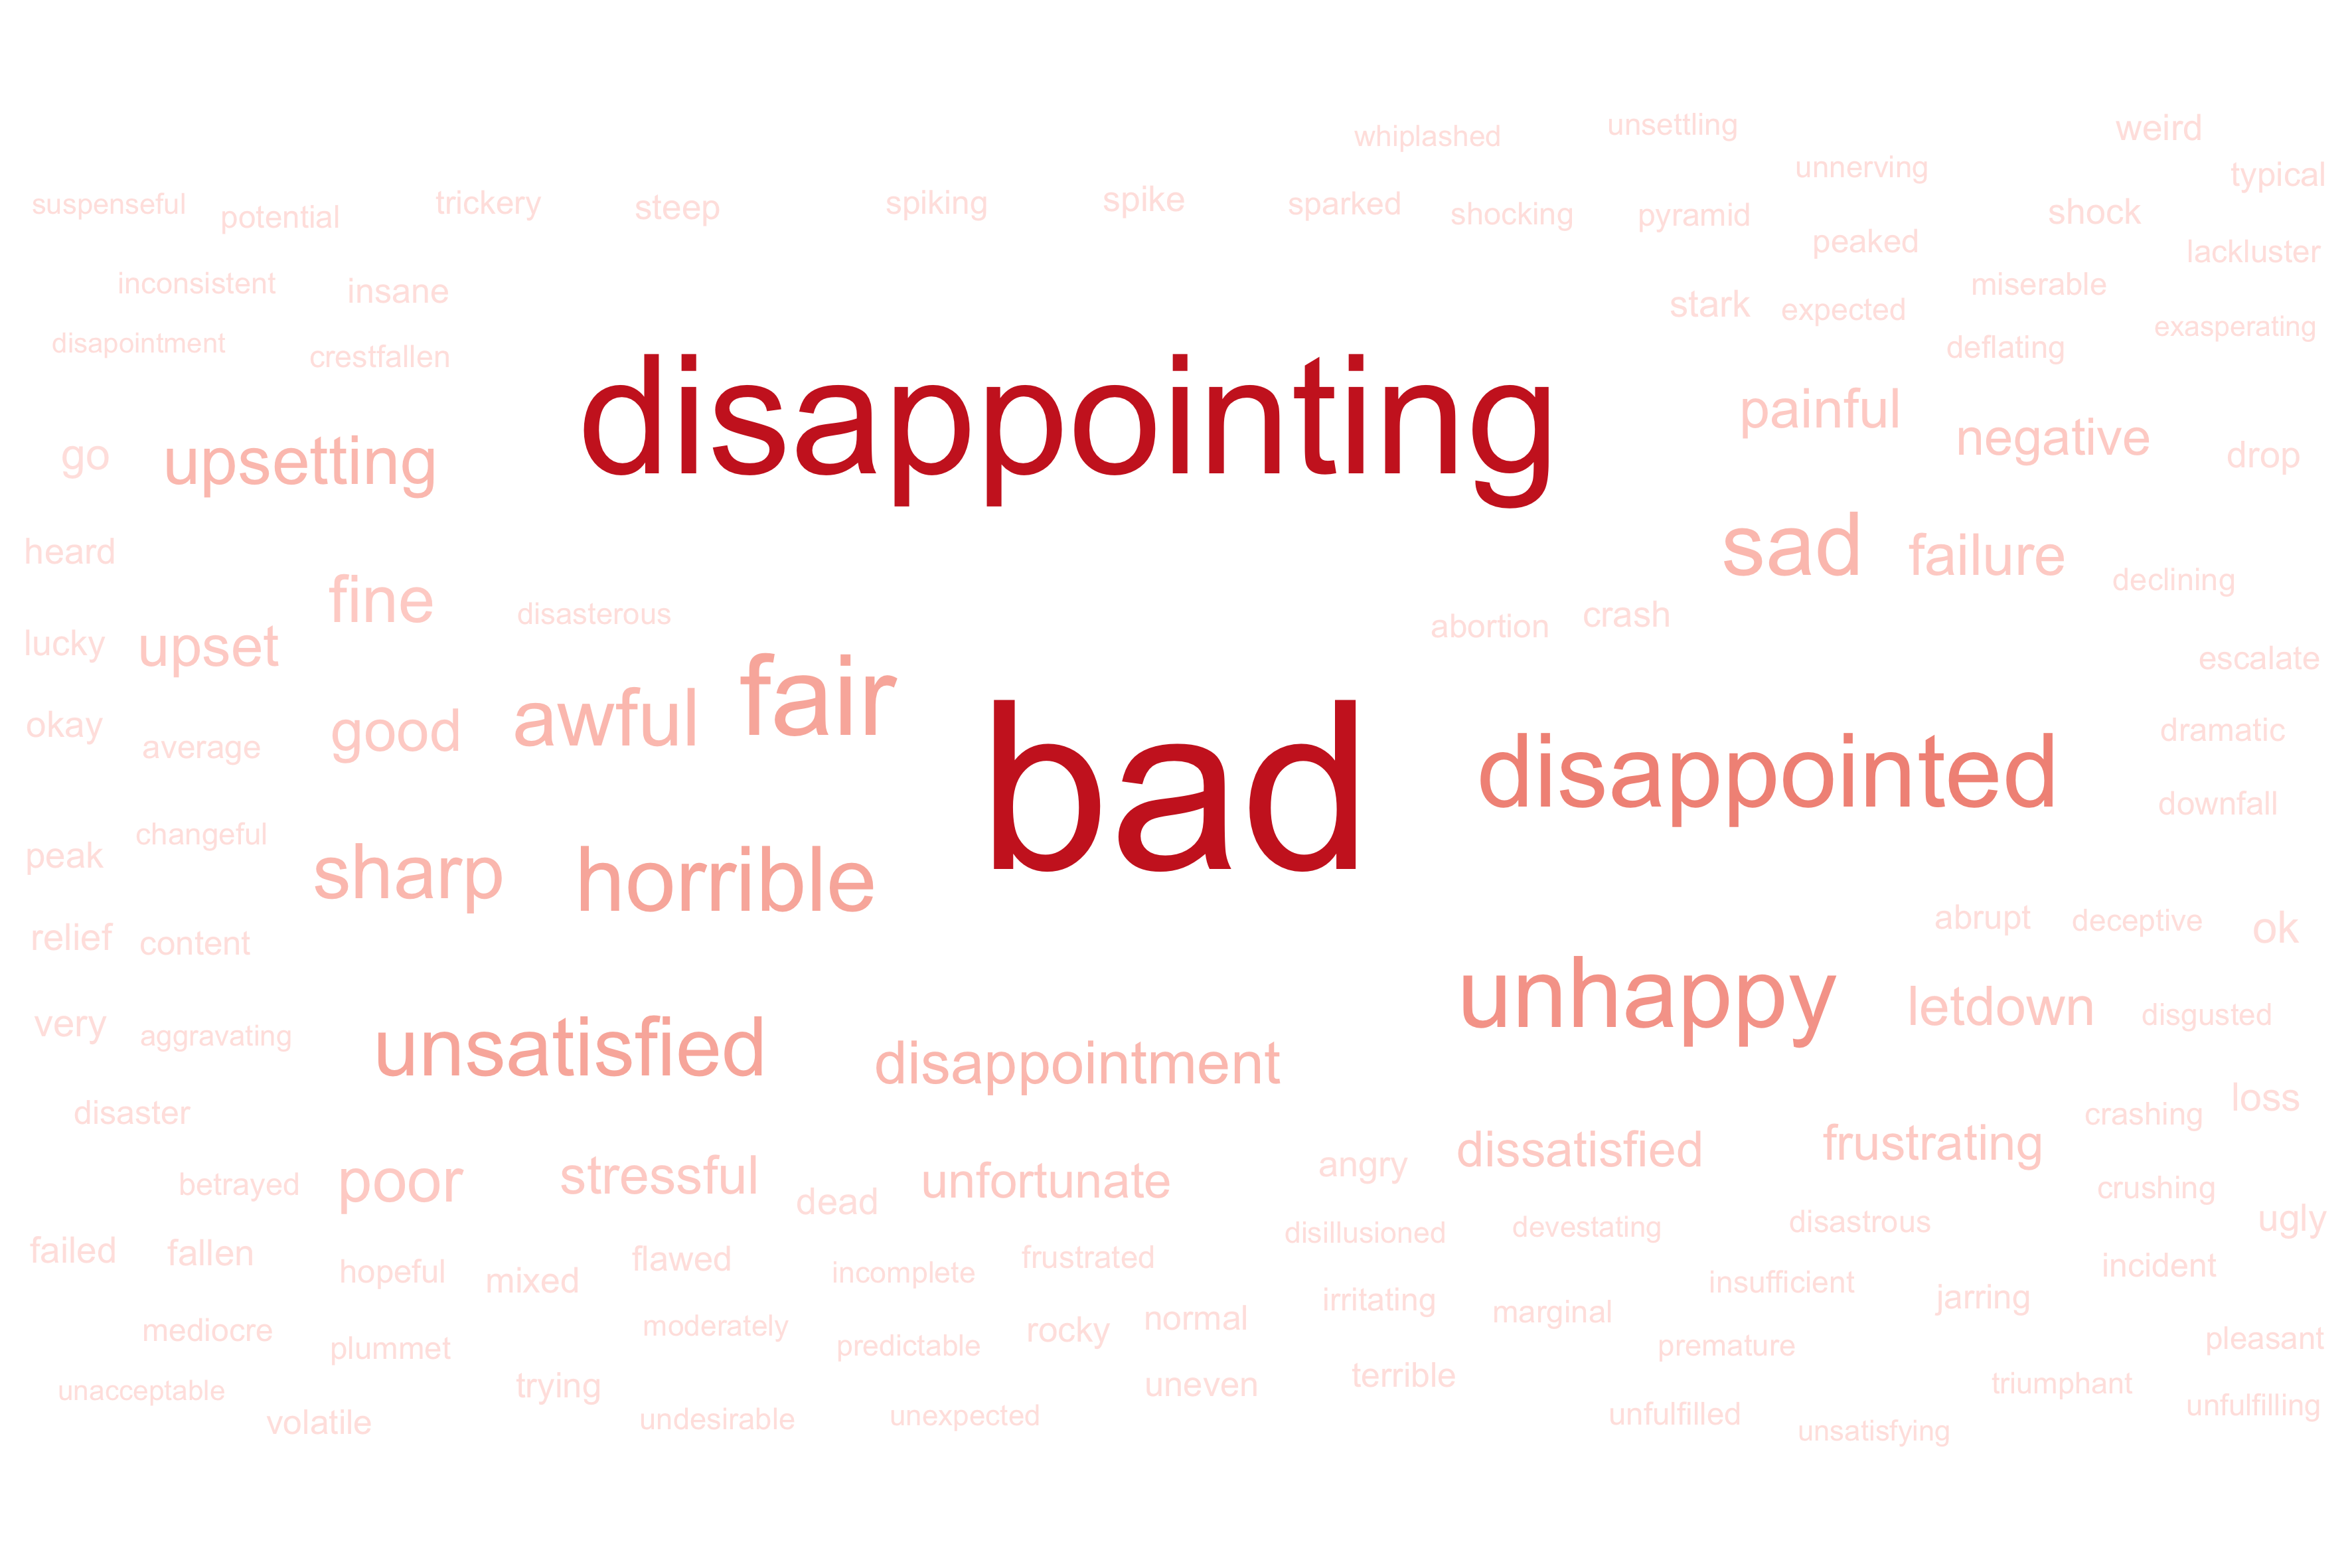 whiplashed
unsettling
weird
unnerving
typical
suspenseful
potential
trickery
steep
spiking
spike
sparked
shocking
pyramid
shock
peaked
lackluster
inconsistent
insane
miserable
stark
expected
exasperating
disapointment
crestfallen
deflating
disappointing
painful
negative
drop
go
upsetting
sad
failure
heard
declining
fine
disasterous
abortion
crash
lucky
upset
escalate
fair
awful
good
okay
average
bad
disappointed
dramatic
downfall
changeful
peak
sharp
horrible
abrupt
deceptive
ok
relief
content
unhappy
letdown
disgusted
very
aggravating
unsatisfied
disappointment
loss
disaster
crashing
dissatisfied
frustrating
angry
betrayed
poor
stressful
dead
unfortunate
crushing
ugly
disillusioned
devestating
disastrous
failed
fallen
hopeful
mixed
flawed
incomplete
frustrated
incident
insufficient
jarring
irritating
marginal
mediocre
plummet
moderately
predictable
rocky
normal
premature
pleasant
unacceptable
trying
uneven
terrible
triumphant
unfulfilling
volatile
undesirable
unexpected
unfulfilled
unsatisfying